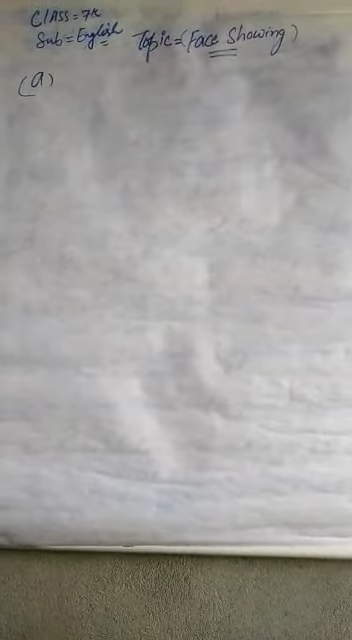 Class = 7th
Sub = English Topic = (Face Showing)
(a)